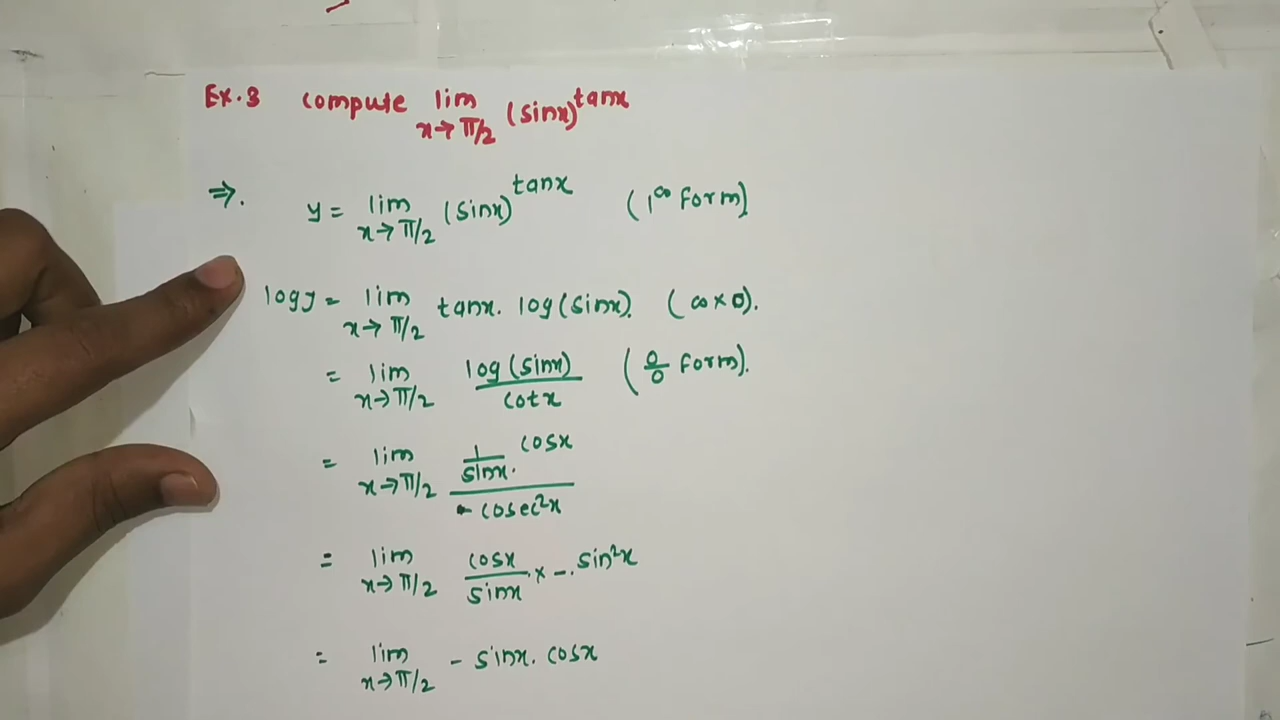 Ex.3 compute lim x→π/2 (sinx)^tanx
⇒. y = lim x→π/2 (sinx)^tanx (1^∞ form)
logy = lim x→π/2 tanx. log(sinx). (∞×0).
= lim x→π/2 log(sinx)/cotx (0/0 form).
= lim x→π/2 (1/sinx. cosx)/(-cosec²x)
= lim x→π/2 cosx/sinx × -. sin²x
= lim x→π/2 - sinx. cosx